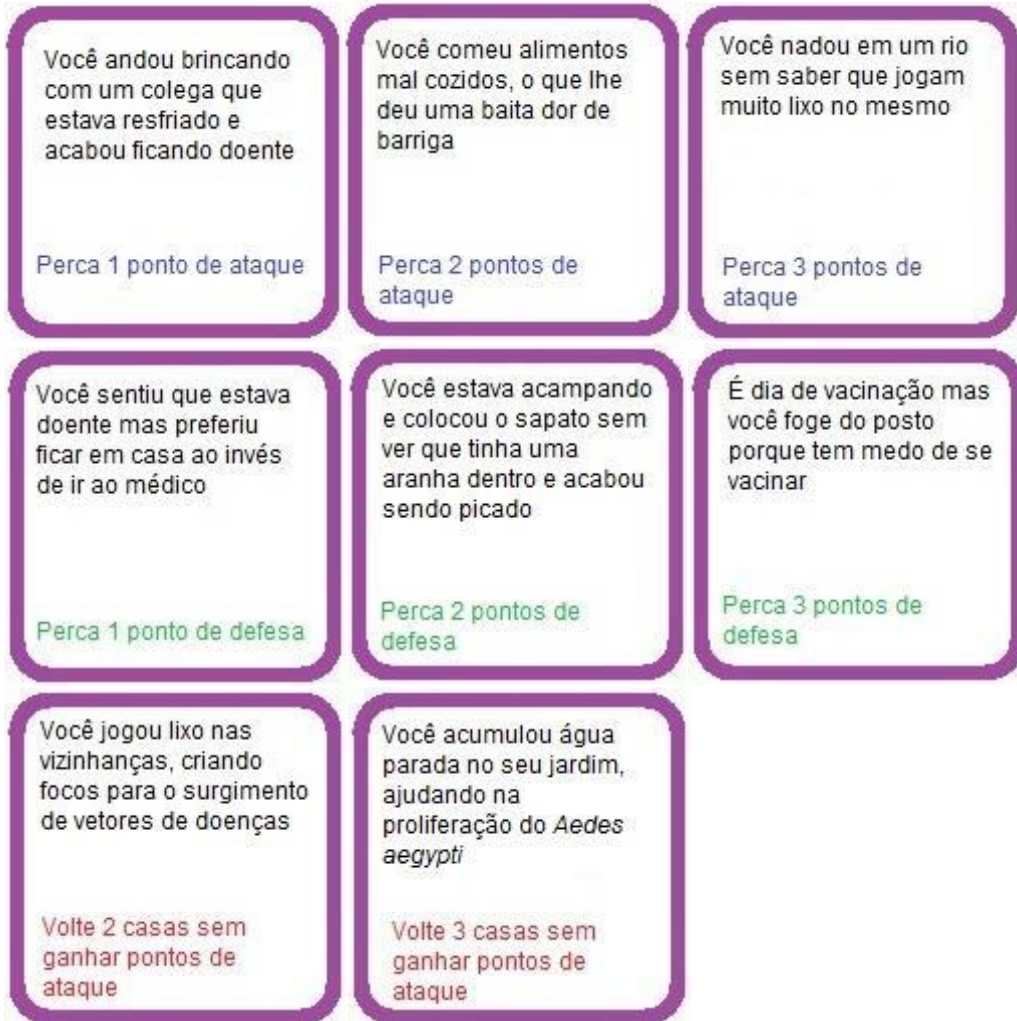 Você andou brincando
com um colega que
estava resfriado e
acabou ficando doente
Perca 1 ponto de ataque
Você comeu alimentos
mal cozidos, o que lhe
deu uma baita dor de
barriga
Perca 2 pontos de
ataque
Você nadou em um rio
sem saber que jogam
muito lixo no mesmo
Perca 3 pontos de
ataque
Você sentiu que estava
doente mas preferiu
ficar em casa ao invés
de ir ao médico
Perca 1 ponto de defesa
Você estava acampando
e colocou o sapato sem
ver que tinha uma
aranha dentro e acabou
sendo picado
Perca 2 pontos de
defesa
É dia de vacinação mas
você foge do posto
porque tem medo de se
vacinar
Perca 3 pontos de
defesa
Você jogou lixo nas
vizinhanças, criando
focos para o surgimento
de vetores de doenças
Volte 2 casas sem
ganhar pontos de
ataque
Você acumulou água
parada no seu jardim,
ajudando na
proliferação do Aedes
aegypti
Volte 3 casas sem
ganhar pontos de
ataque